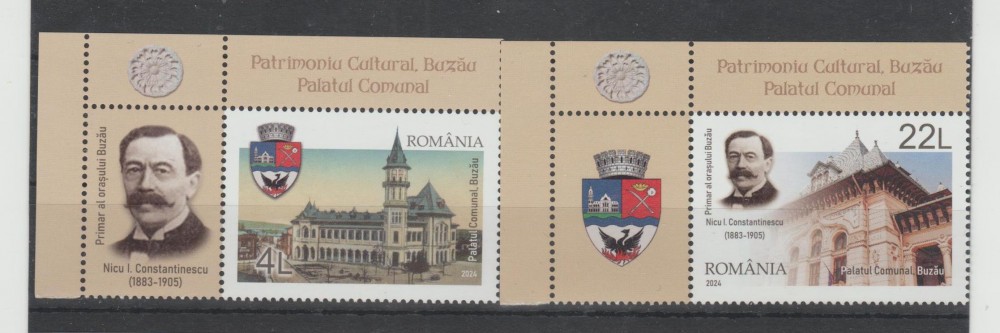 Patrimoniu Cultural, Buzău
Palatul Comunal
Primar al orașului Buzău
Nicu I. Constantinescu
(1883-1905)
ROMÂNIA
Palatul Comunal, Buzău
4L
2024
Patrimoniu Cultural, Buzău
Palatul Comunal
22L
Primar al orașului Buzău
Nicu I. Constantinescu
(1883-1905)
ROMÂNIA
2024
Palatul Comunal, Buzău